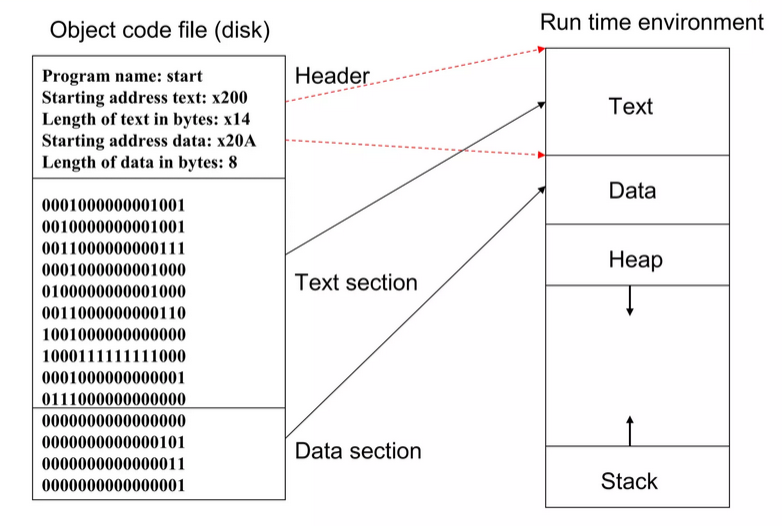 Object code file (disk)
Run time environment
Program name: start
Starting address text: x200
Length of text in bytes: x14
Starting address data: x20A
Length of data in bytes: 8
Header
0001000000001001
0010000000001001
0011000000000111
0001000000001000
0100000000001000
0011000000000110
1001000000000000
1000111111111000
0001000000000001
0111000000000000
Text section
0000000000000000
0000000000000101
0000000000000011
0000000000000001
Data section
Text
Data
Heap
Stack